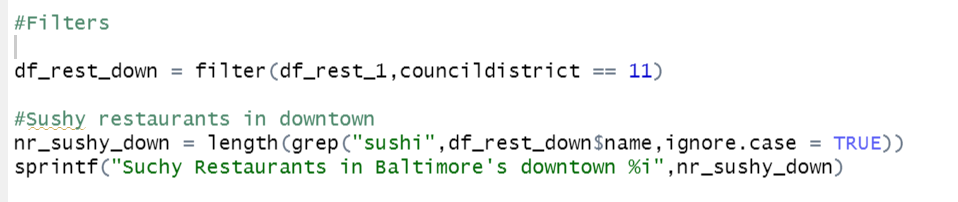 #Filters
df_rest_down = filter(df_rest_1,councildistrict == 11)
#Sushy restaurants in downtown
nr_sushy_down = length(grep("sushi",df_rest_down$name,ignore.case = TRUE))
sprintf("Suchy Restaurants in Baltimore's downtown %i",nr_sushy_down)